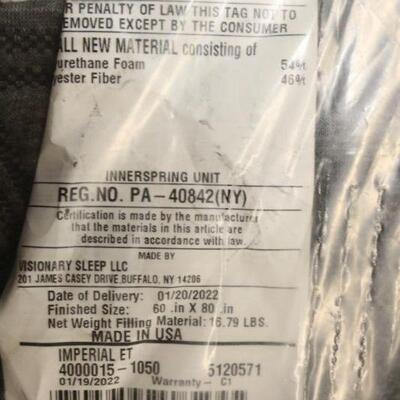 R PENALTY OF LAW THIS TAG NOT TO
REMOVED EXCEPT BY THE CONSUMER
ALL NEW MATERIAL consisting of
urethane Foam 54%
yester Fiber 46%
INNERSPRING UNIT
REG.NO. PA-40842(NY)
Certification is made by the manufacturer
that the materials in this article are
described in accordance with law.
MADE BY
VISIONARY SLEEP LLC
201 JAMES CASEY DRIVE,BUFFALO, NY 14206
Date of Delivery: 01/20/2022
Finished Size: 60 .in X 80 .in
Net Weight Filling Material: 16.79 LBS.
MADE IN USA
IMPERIAL ET
4000015-1050 5120571
01/19/2022 Warranty - C1